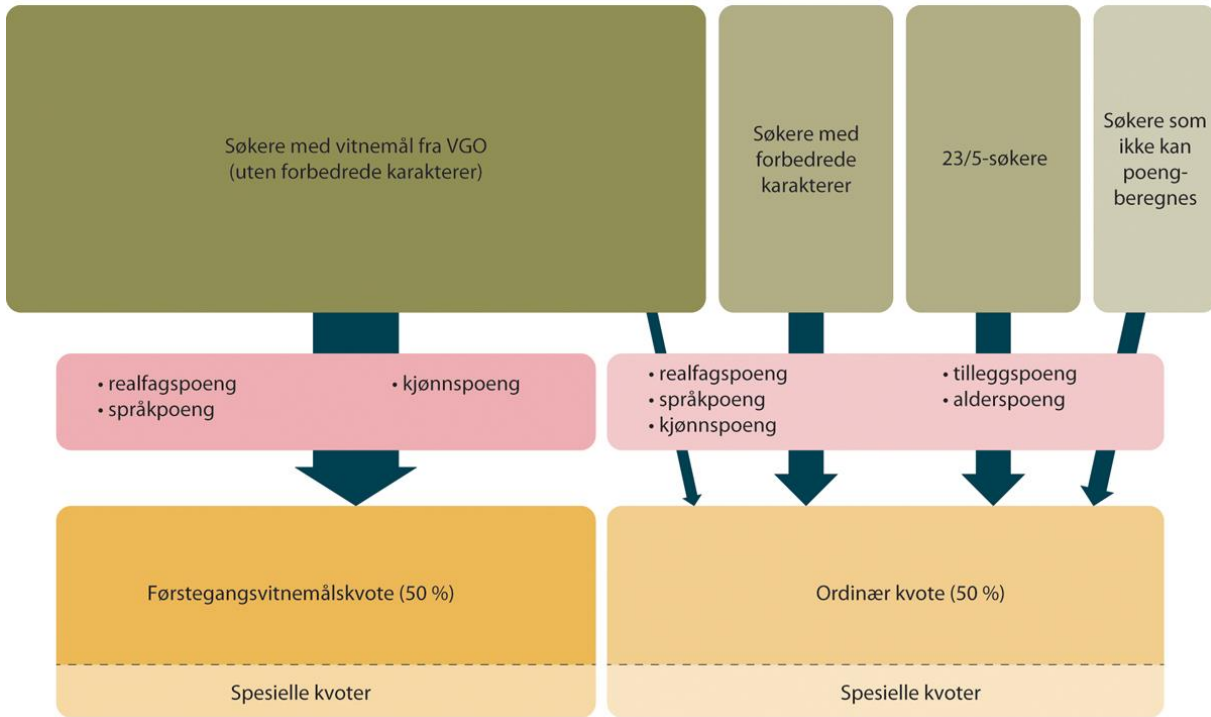 Søkere med vitnemål fra VGO
(uten forbedrede karakterer)
Søkere med
forbedrede
karakterer
23/5-søkere
Søkere som
ikke kan
poeng-
beregnes
• realfagspoeng
• språkpoeng
• kjønnspoeng
• realfagspoeng
• språkpoeng
• kjønnspoeng
• tilleggspoeng
• alderspoeng
Førstegangsvitnemålskvote (50 %)
Ordinær kvote (50 %)
Spesielle kvoter
Spesielle kvoter